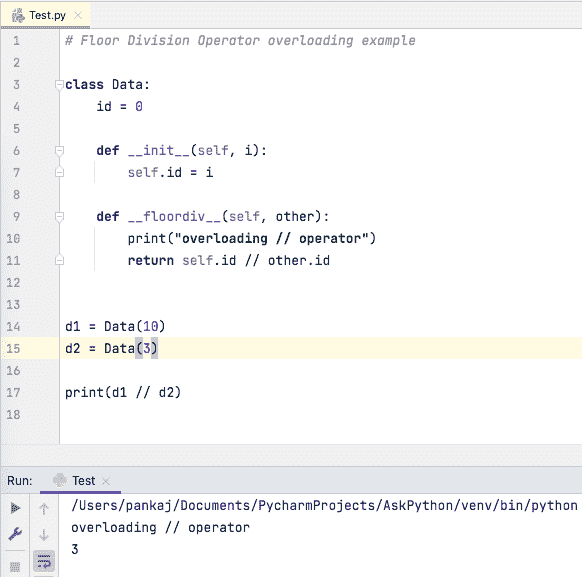 Test.py
1 # Floor Division Operator overloading example
2
3 class Data:
4     id = 0
5
6     def __init__(self, i):
7         self.id = i
8
9     def __floordiv__(self, other):
10         print("overloading // operator")
11         return self.id // other.id
12
13
14 d1 = Data(10)
15 d2 = Data(3)
16
17 print(d1 // d2)
18
Run: Test
/Users/pankaj/Documents/PycharmProjects/AskPython/venv/bin/python
overloading // operator
3